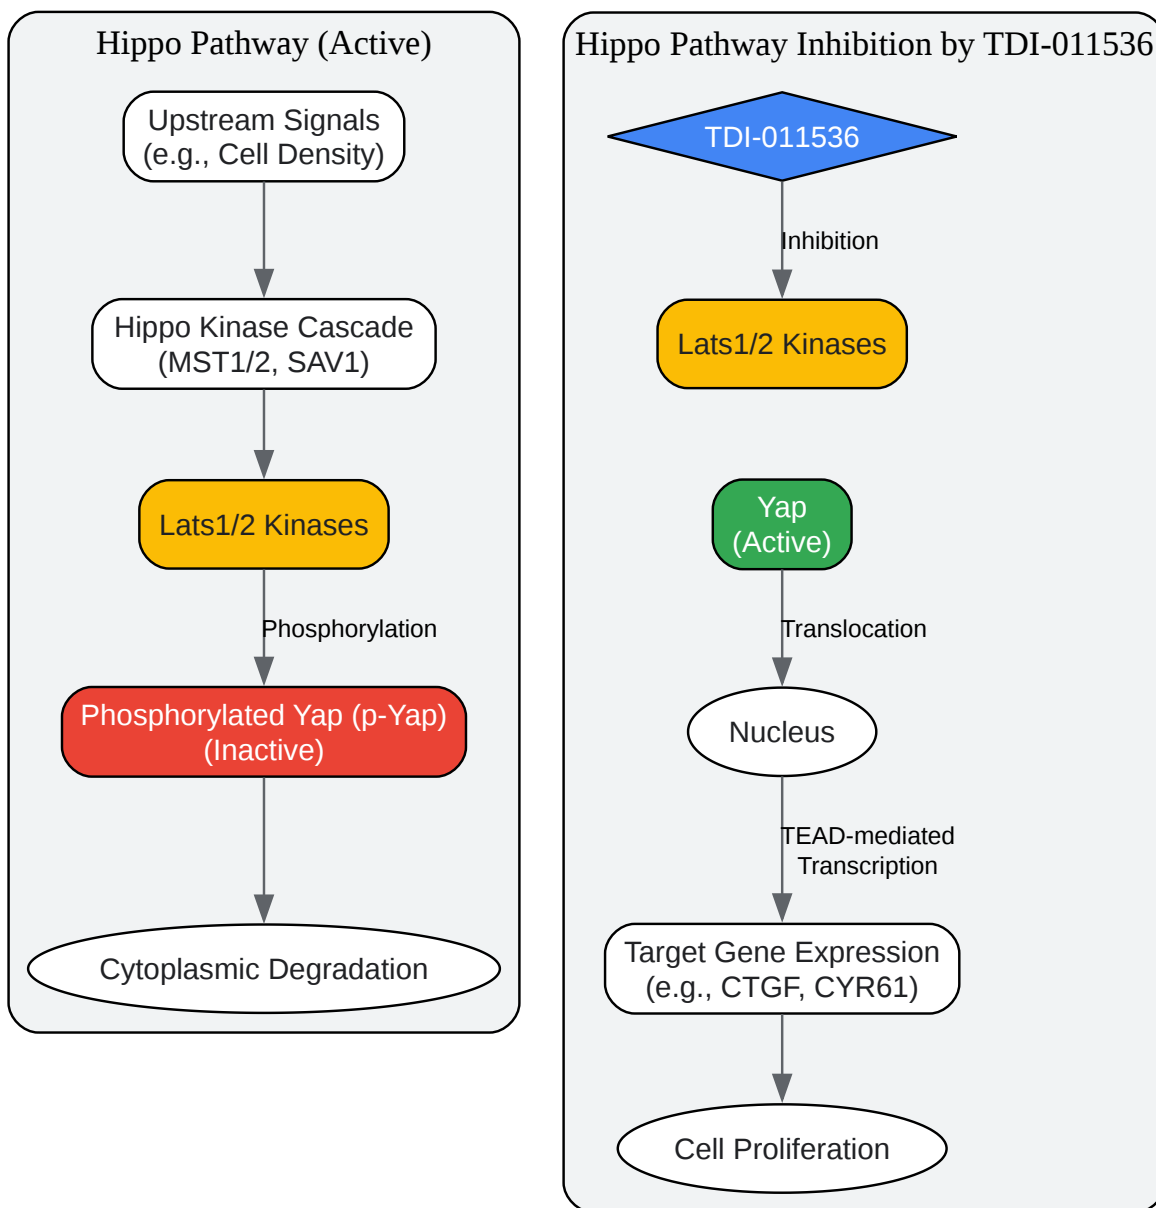 Hippo Pathway (Active)
Upstream Signals
(e.g., Cell Density)
Hippo Kinase Cascade
(MST1/2, SAV1)
Lats1/2 Kinases
Phosphorylation
Phosphorylated Yap (p-Yap)
(Inactive)
Cytoplasmic Degradation
Hippo Pathway Inhibition by TDI-011536
TDI-011536
Inhibition
Lats1/2 Kinases
Yap
(Active)
Translocation
Nucleus
TEAD-mediated
Transcription
Target Gene Expression
(e.g., CTGF, CYR61)
Cell Proliferation